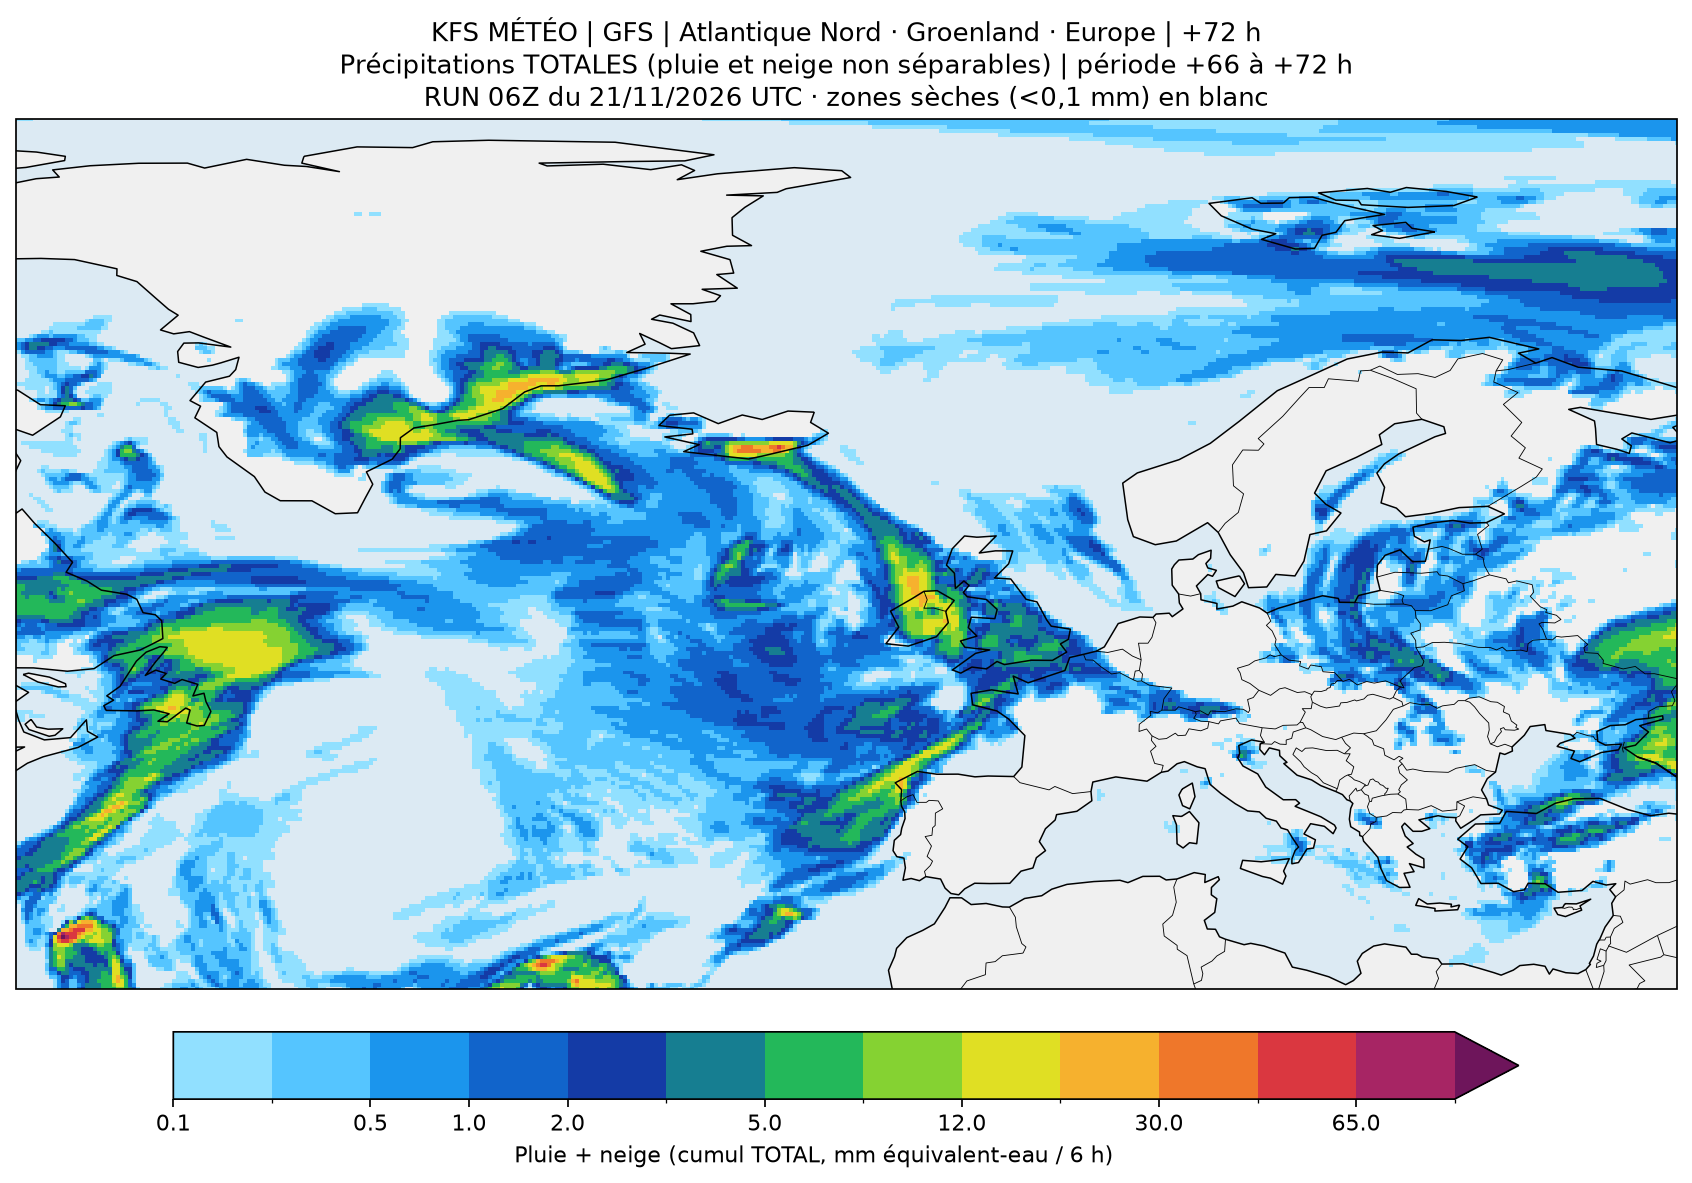 KFS MÉTÉO | GFS | Atlantique Nord · Groenland · Europe | +72 h
Précipitations TOTALES (pluie et neige non séparables) | période +66 à +72 h
RUN 06Z du 21/11/2026 UTC · zones sèches (<0,1 mm) en blanc
0.1 0.5 1.0 2.0 5.0 12.0 30.0 65.0
Pluie + neige (cumul TOTAL, mm équivalent-eau / 6 h)